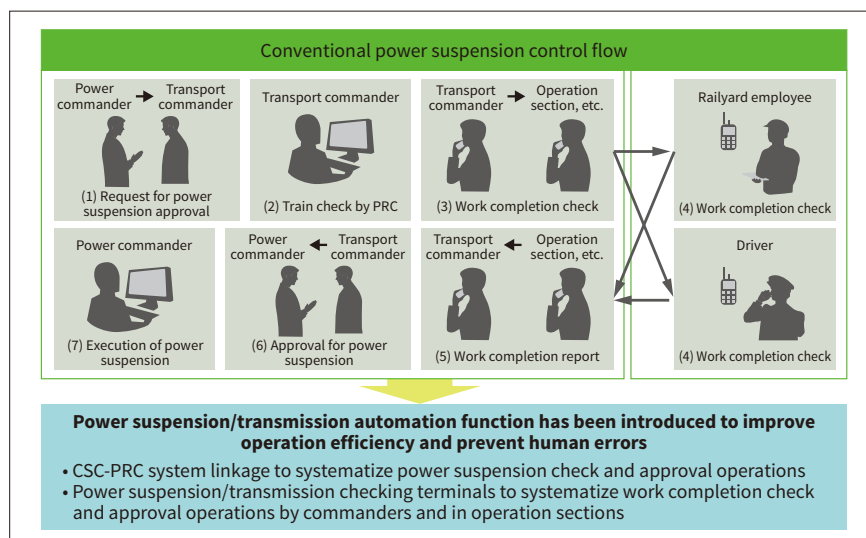 Conventional power suspension control flow
Power
commander
Transport
commander
(1) Request for power
suspension approval
Transport commander
(2) Train check by PRC
Transport
commander
Operation
section, etc.
(3) Work completion check
Railyard employee
(4) Work completion check
Power commander
(7) Execution of power
suspension
Power
commander
Transport
commander
(6) Approval for power
suspension
Transport
commander
Operation
section, etc.
(5) Work completion report
Driver
(4) Work completion check
Power suspension/transmission automation function has been introduced to improve
operation efficiency and prevent human errors
• CSC-PRC system linkage to systematize power suspension check and approval operations
• Power suspension/transmission checking terminals to systematize work completion check
and approval operations by commanders and in operation sections